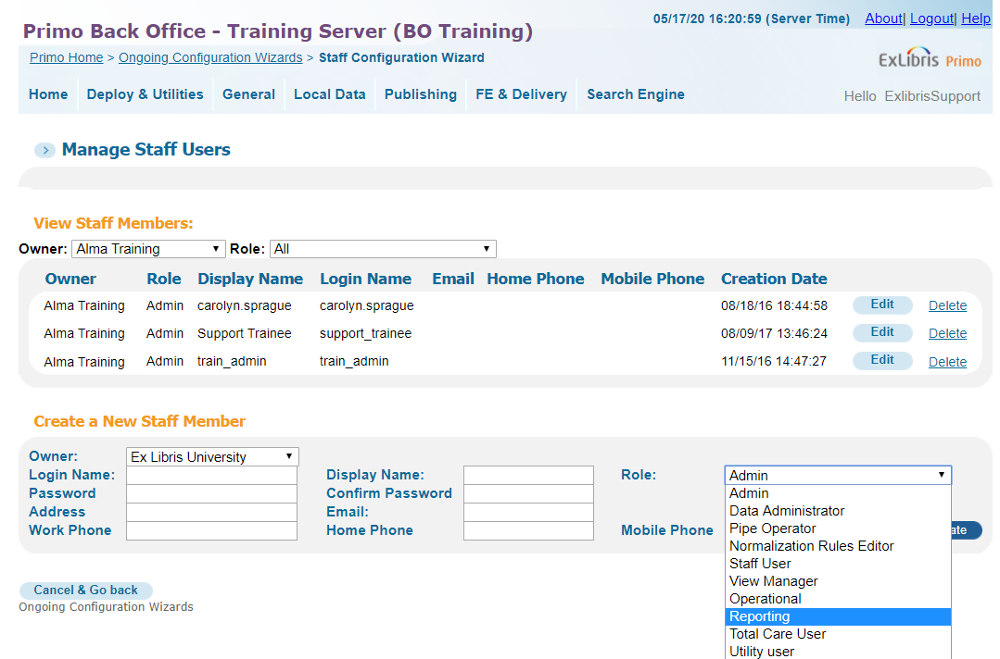 05/17/20 16:20:59 (Server Time) About| Logout| Help
Primo Back Office - Training Server (BO Training)
Primo Home > Ongoing Configuration Wizards > Staff Configuration Wizard
ExLibris Primo
Home Deploy & Utilities General Local Data Publishing FE & Delivery Search Engine
Hello ExlibrisSupport
Manage Staff Users
View Staff Members:
Owner: Alma Training Role: All
Owner Role Display Name Login Name Email Home Phone Mobile Phone Creation Date
Alma Training Admin carolyn.sprague carolyn.sprague 08/18/16 18:44:58 Edit Delete
Alma Training Admin Support Trainee support_trainee 08/09/17 13:46:24 Edit Delete
Alma Training Admin train_admin train_admin 11/15/16 14:47:27 Edit Delete
Create a New Staff Member
Owner: Ex Libris University
Login Name: Display Name: Role: Admin
Password Confirm Password Admin
Address Email: Data Administrator
Work Phone Home Phone Mobile Phone Pipe Operator ate
Normalization Rules Editor
Staff User
View Manager
Cancel & Go back Operational
Ongoing Configuration Wizards Reporting
Total Care User
Utility user